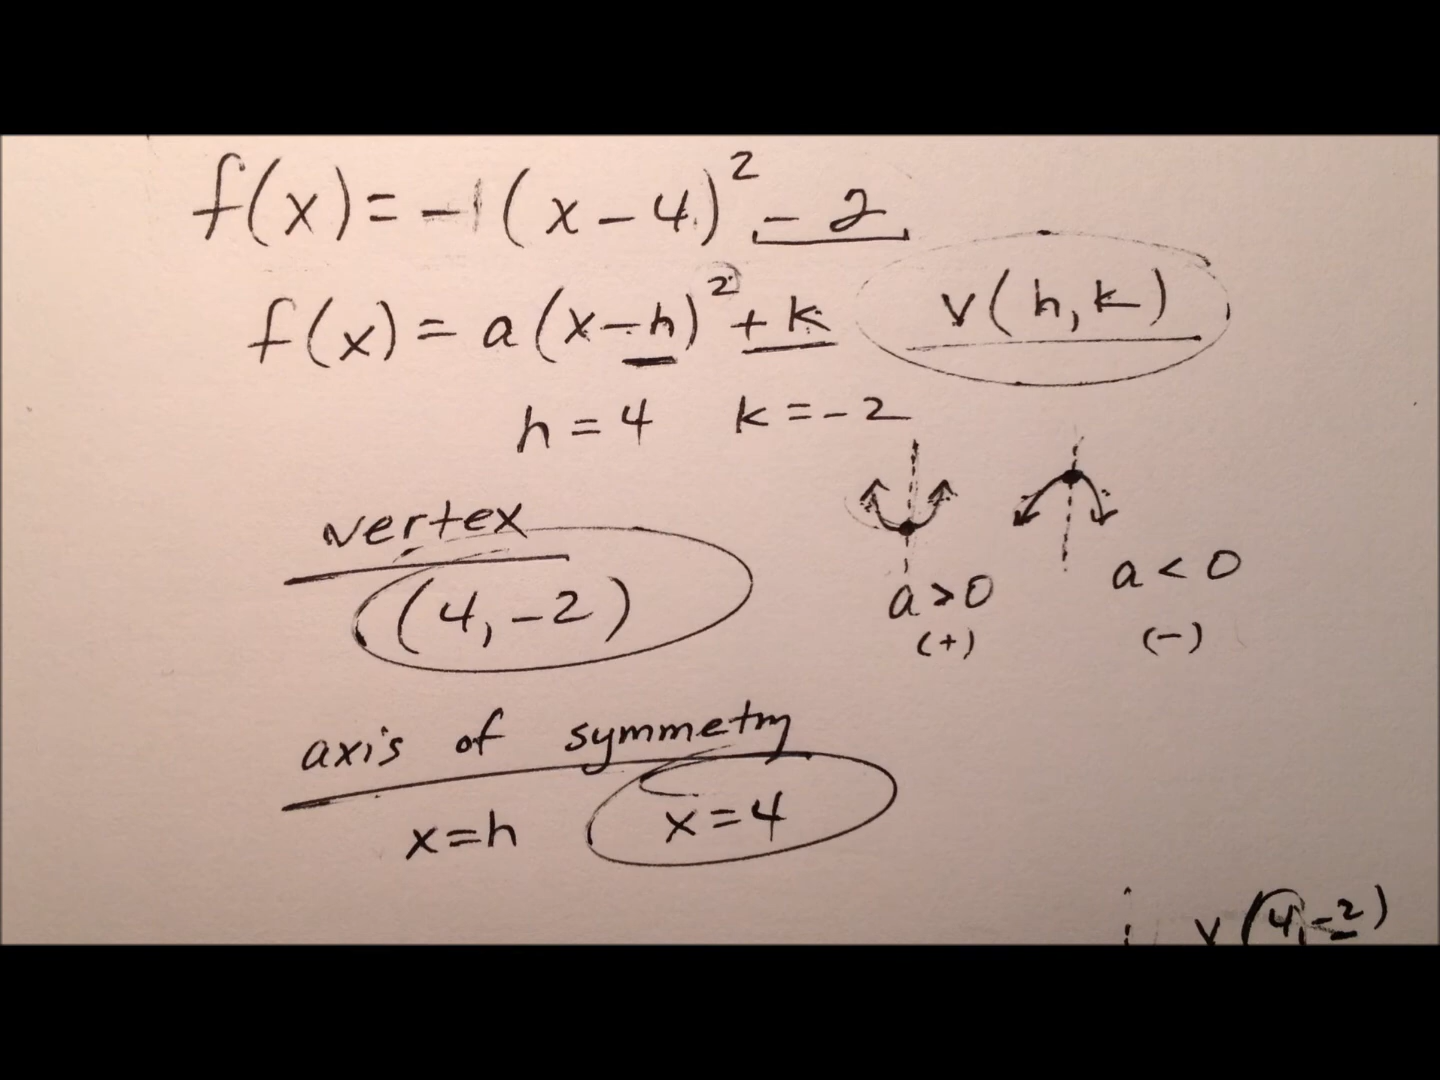 f(x) = -1(x-4)² - 2
f(x) = a(x-h)² + k v(h,k)
h = 4 k = -2
vertex
(4,-2)
a > 0 a < 0
(+) (-)
axis of symmetry
x=h x=4
v(4,-2)